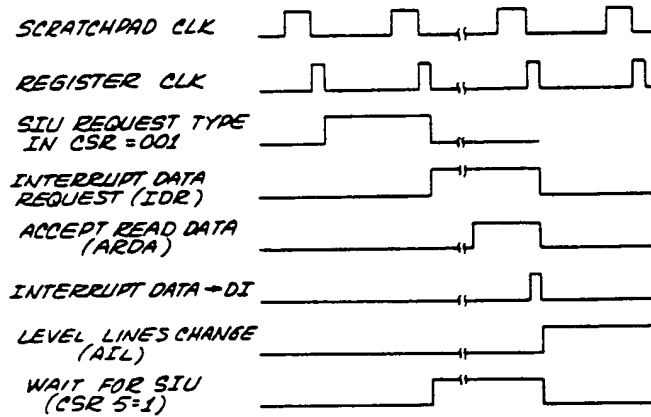 SCRATCHPAD CLK
REGISTER CLK
SIU REQUEST TYPE
IN CSR = 001
INTERRUPT DATA
REQUEST (IDR)
ACCEPT READ DATA
(ARDA)
INTERRUPT DATA → DI
LEVEL LINES CHANGE
(AIL)
WAIT FOR SIU
(CSR 5=1)